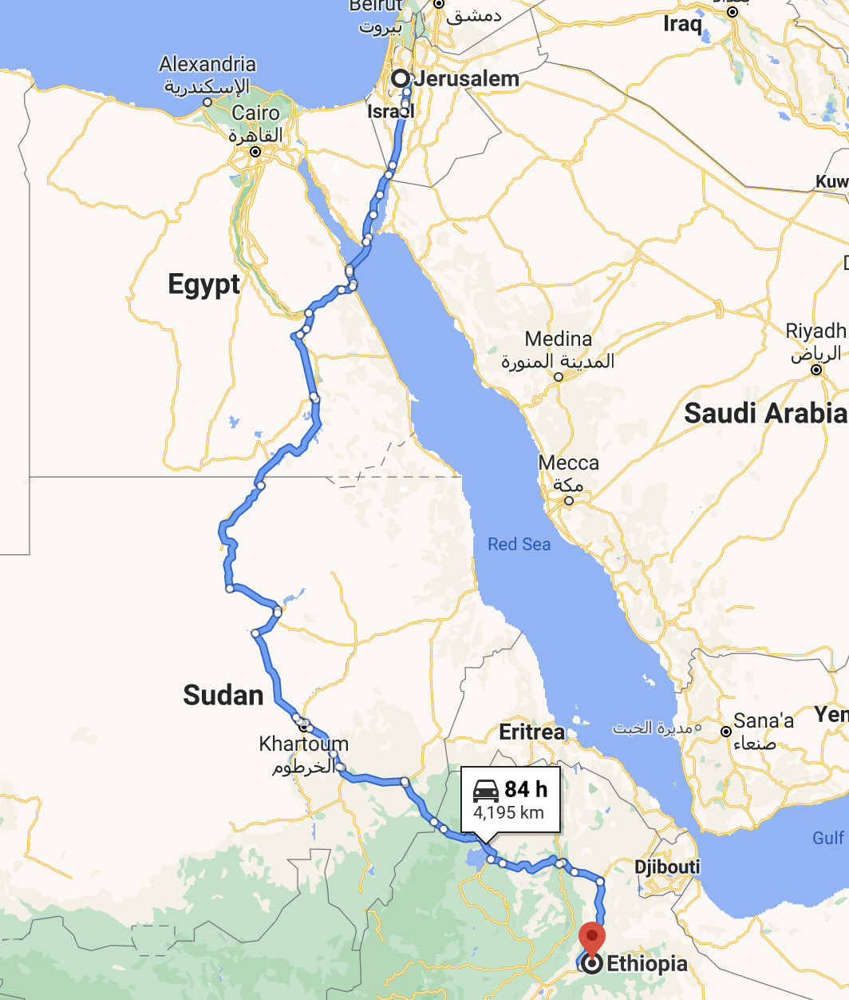 Beirut
بيروت
دمشق
بغداد
Iraq
Alexandria
الإسكندرية
Jerusalem
Cairo
القاهرة
Israel
Kuw
Egypt
Medina
المدينة المنورة
Riyadh
الرياض
Saudi Arabia
Mecca
مكة
Red Sea
Sudan
Khartoum
الخرطوم
Eritrea
مديرة الخبت
Sana'a
صنعاء
Yen
84 h
4,195 km
Gulf
Djibouti
Ethiopia